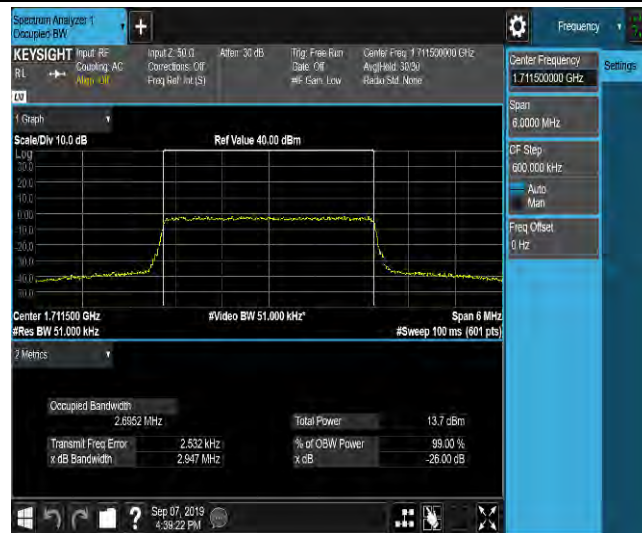 Spectrum Analyzer 1
Occupied BW
+
Frequency
KEYSIGHT
Input: RF
Input Z: 50 Ω
Atten: 30 dB
Trig: Free Run
Center Freq: 1.711500000 GHz
RL
Coupling: AC
Corrections: Off
Gate: Off
Avg|Hold: 30/30
Align: Off
Freq Ref: Int (S)
#IF Gain: Low
Radio Std: None
LW
Center Frequency
1.711500000 GHz
Settings
Span
6.0000 MHz
CF Step
600.000 kHz
Auto
Man
Freq Offset
0 Hz
1 Graph
Scale/Div 10.0 dB
Ref Value 40.00 dBm
Log
30.0
20.0
10.0
0.00
-10.0
-20.0
-30.0
-40.0
-50.0
Center 1.711500 GHz
#Video BW 51.000 kHz*
Span 6 MHz
#Res BW 51.000 kHz
#Sweep 100 ms (601 pts)
2 Metrics
Occupied Bandwidth
2.6952 MHz
Total Power
13.7 dBm
Transmit Freq Error
2.532 kHz
% of OBW Power
99.00 %
x dB Bandwidth
2.947 MHz
x dB
-26.00 dB
?
Sep 07, 2019
4:39:22 PM